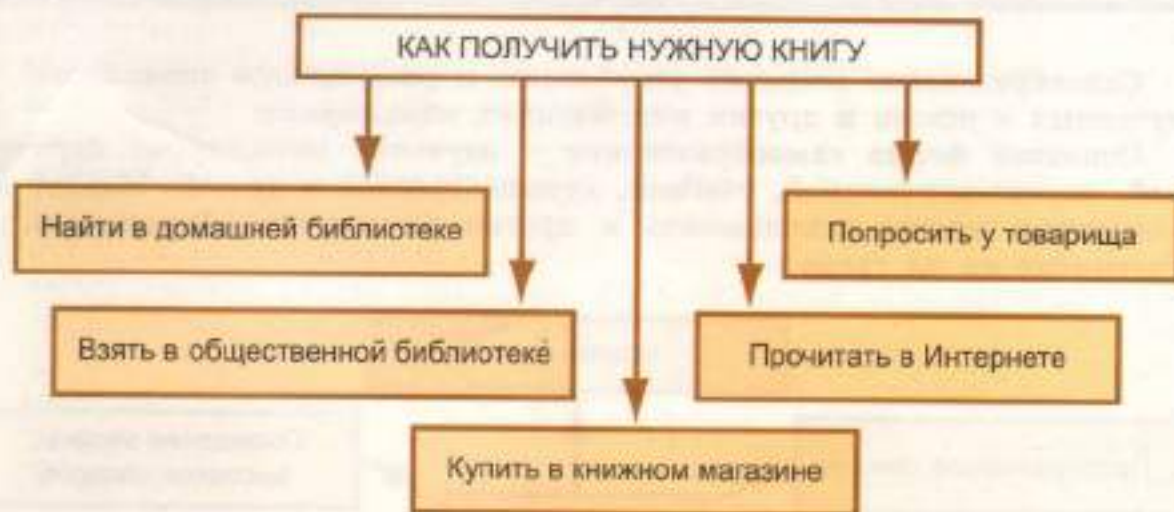 КАК ПОЛУЧИТЬ НУЖНУЮ КНИГУ
Найти в домашней библиотеке
Попросить у товарища
Взять в общественной библиотеке
Прочитать в Интернете
Купить в книжном магазине